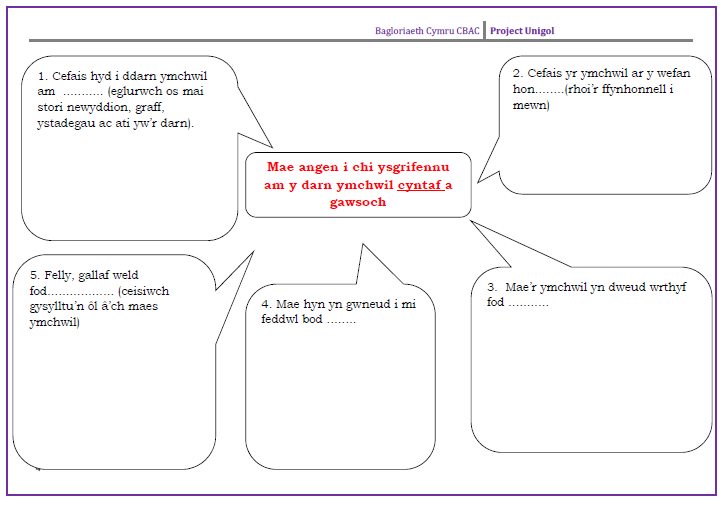 Bagloriaeth Cymru CBAC Project Unigol
1. Cefais hyd i ddarn ymchwil
am ........... (eglurwch os mai
stori newyddion, graff,
ystadegau ac ati yw'r darn).
2. Cefais yr ymchwil ar y wefan
hon........(rhoi'r ffynhonnell i
mewn)
Mae angen i chi ysgrifennu
am y darn ymchwil cyntaf a
gawsoch
5. Felly, gallaf weld
fod.................. (ceisiwch
gysylltu'n ôl â'ch maes
ymchwil)
4. Mae hyn yn gwneud i mi
feddwl bod ........
3. Mae'r ymchwil yn dweud wrthyf
fod ...........